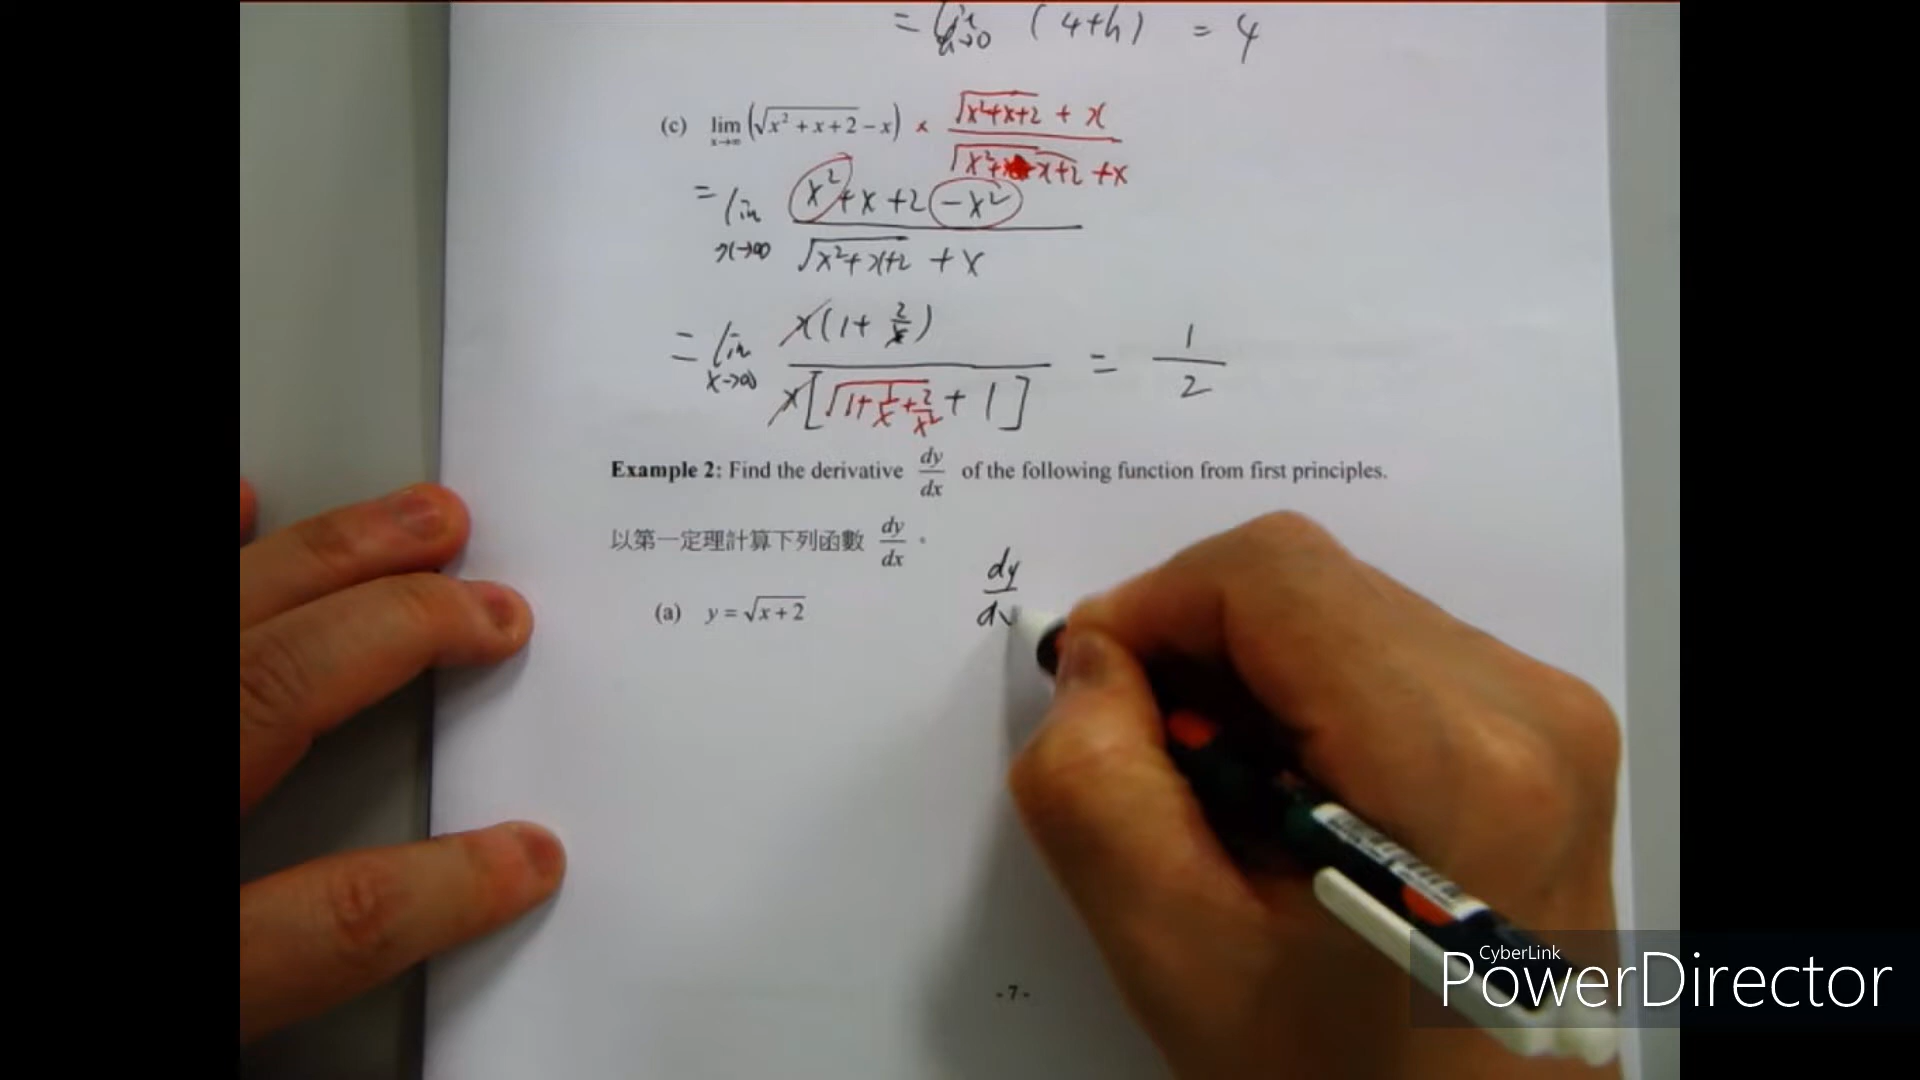 = lim h→0 (4+h) = 4
(c) lim x→∞ (√(x² + x + 2) − x) × (√(x²+x+2) + x) / (√(x²+x+2) + x)
= lim x→∞ (x² + x + 2 − x²) / (√(x²+x+2) + x)
= lim x→∞ x(1 + 2/x) / x[√(1 + 1/x + 2/x²) + 1] = 1/2
Example 2: Find the derivative dy/dx of the following function from first principles.
以第一定理計算下列函數 dy/dx。
(a) y = √(x + 2)
dy/dx
- 7 -
CyberLink
PowerDirector